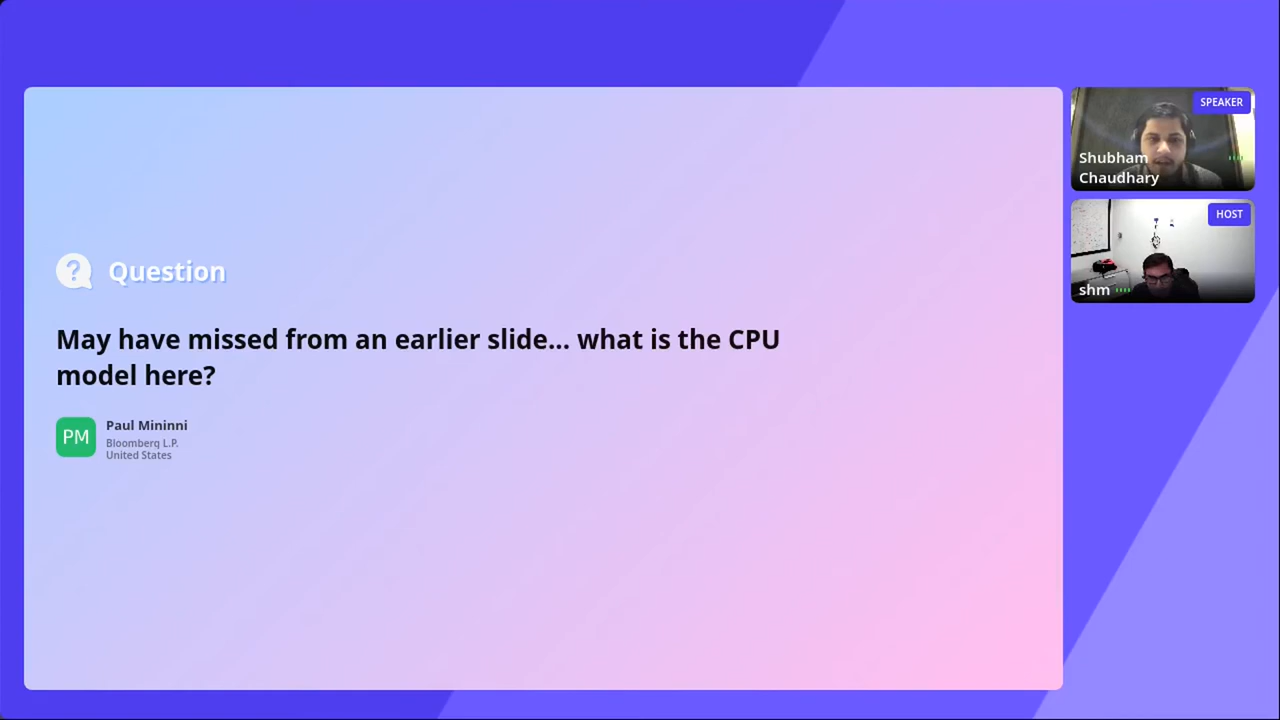 SPEAKER
Shubham
Chaudhary
HOST
shm
Question
May have missed from an earlier slide... what is the CPU
model here?
PM
Paul Mininni
Bloomberg L.P.
United States